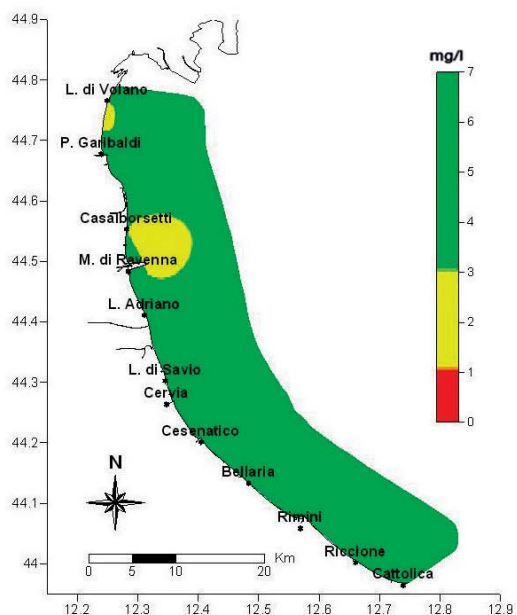 44.9
44.8
44.7
44.6
44.5
44.4
44.3
44.2
44.1
44
12.2 12.3 12.4 12.5 12.6 12.7 12.8 12.9
L. di Volano
P. Garibaldi
Casalborsetti
M. di Ravenna
L. Adriano
L. di Savio
Cervia
Cesenatico
Bellaria
Rimini
Riccione
Cattolica
N
Km
0 5 10 20
mg/l
7
6
5
4
3
2
1
0